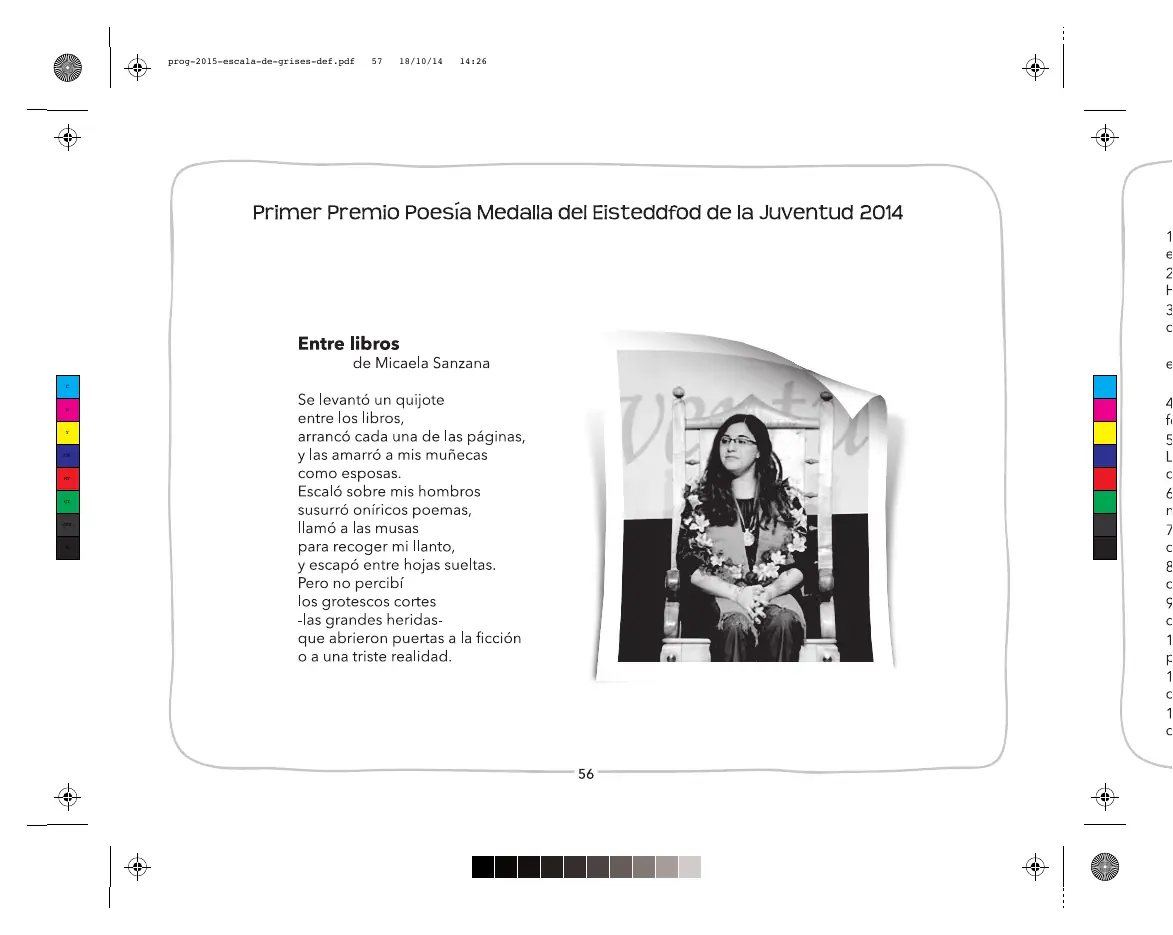 prog-2015-escala-de-grises-def.pdf 57 18/10/14 14:26
Primer Premio Poesía Medalla del Eisteddfod de la Juventud 2014
Entre libros
de Micaela Sanzana
Se levantó un quijote
entre los libros,
arrancó cada una de las páginas,
y las amarró a mis muñecas
como esposas.
Escaló sobre mis hombros
susurró oníricos poemas,
llamó a las musas
para recoger mi llanto,
y escapó entre hojas sueltas.
Pero no percibí
los grotescos cortes
-las grandes heridas-
que abrieron puertas a la ficción
o a una triste realidad.
56